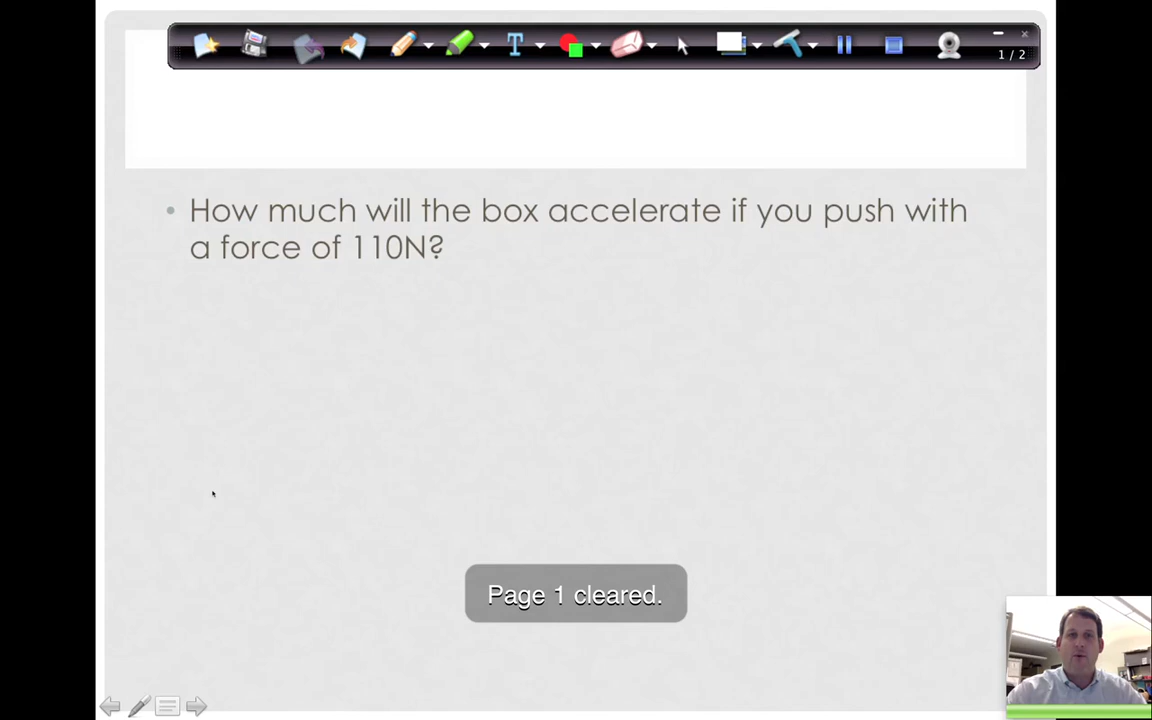 1 / 2
• How much will the box accelerate if you push with
a force of 110N?
Page 1 cleared.